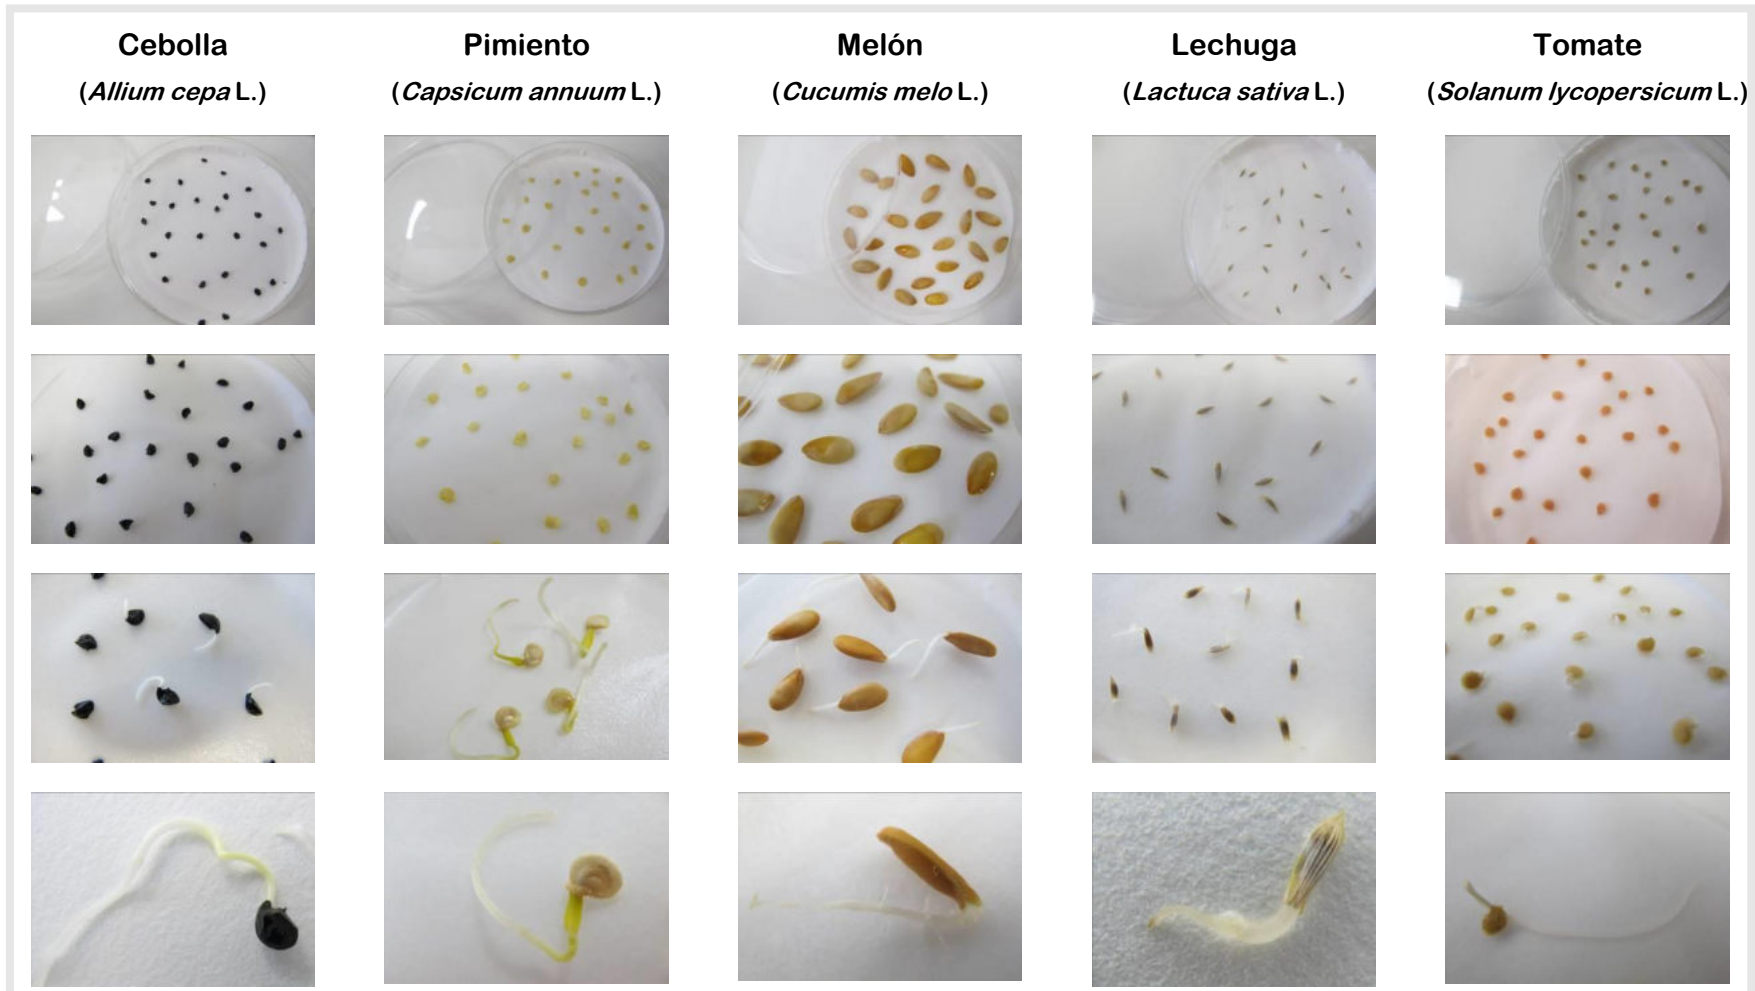 Cebolla
(Allium cepa L.)
Pimiento
(Capsicum annuum L.)
Melón
(Cucumis melo L.)
Lechuga
(Lactuca sativa L.)
Tomate
(Solanum lycopersicum L.)